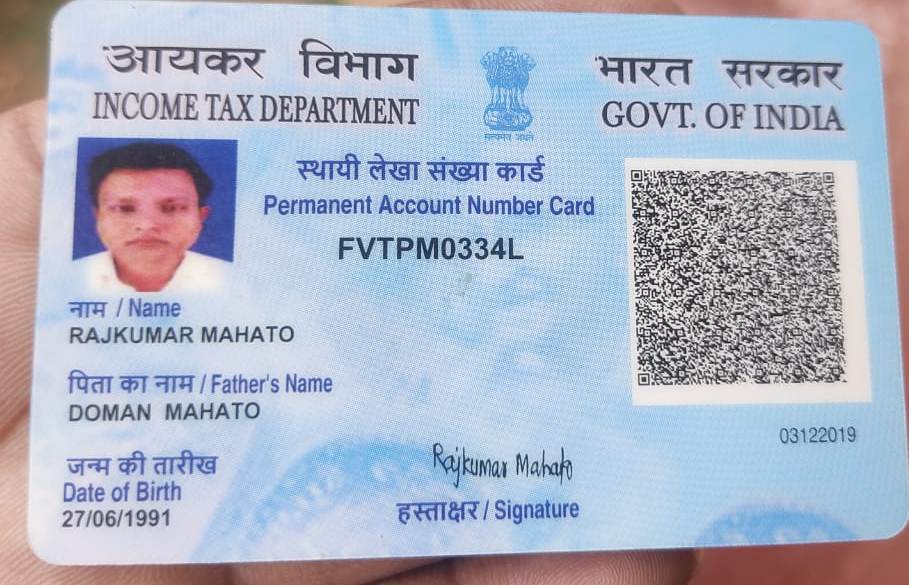 आयकर विभाग
INCOME TAX DEPARTMENT
सत्यमेव जयते
भारत सरकार
GOVT. OF INDIA
स्थायी लेखा संख्या कार्ड
Permanent Account Number Card
FVTPM0334L
नाम / Name
RAJKUMAR MAHATO
पिता का नाम / Father's Name
DOMAN MAHATO
जन्म की तारीख
Date of Birth
27/06/1991
Rajkumar Mahato
हस्ताक्षर / Signature
03122019